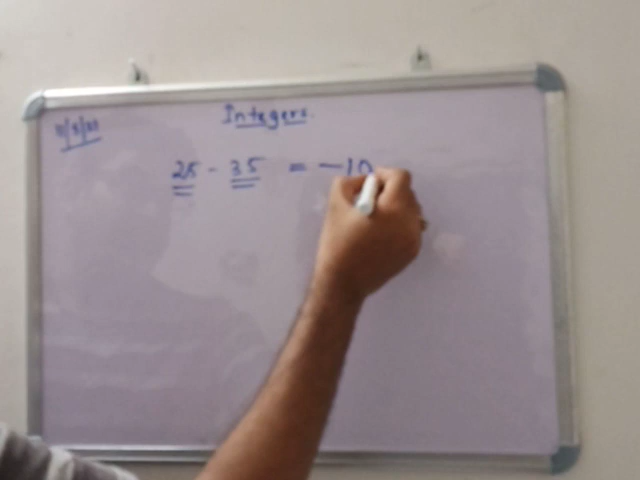 Integers.
25 - 35 = -10